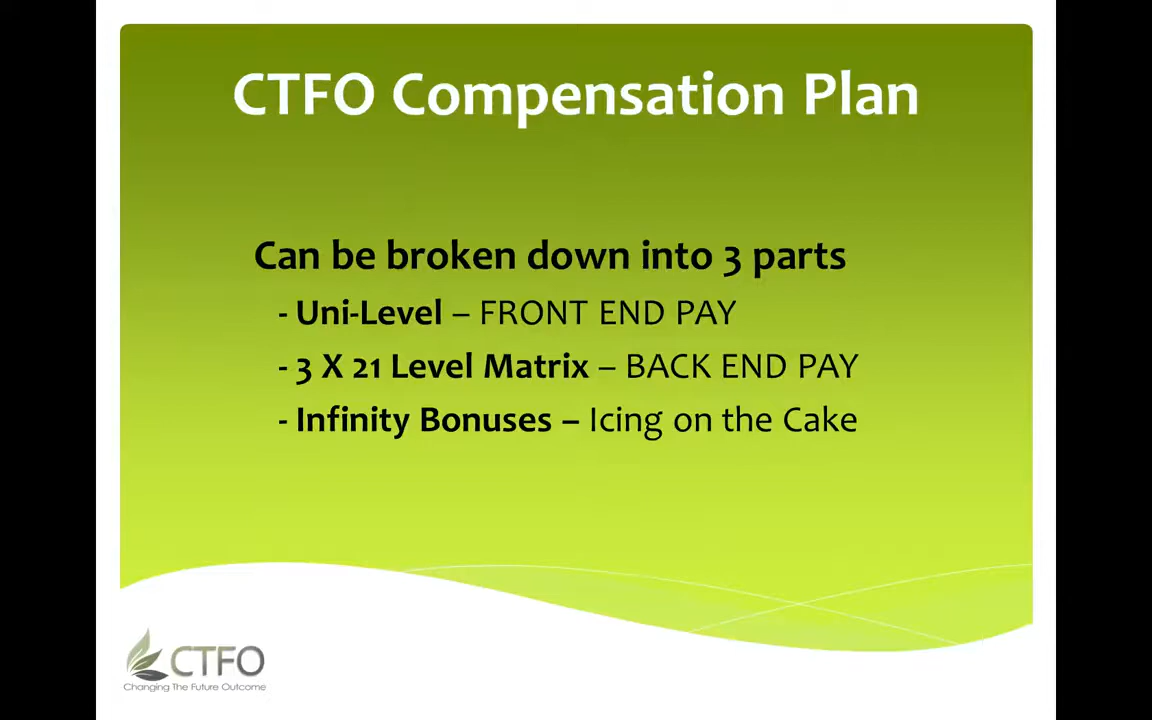 CTFO Compensation Plan
Can be broken down into 3 parts
- Uni-Level – FRONT END PAY
- 3 X 21 Level Matrix – BACK END PAY
- Infinity Bonuses – Icing on the Cake
CTFO
Changing The Future Outcome